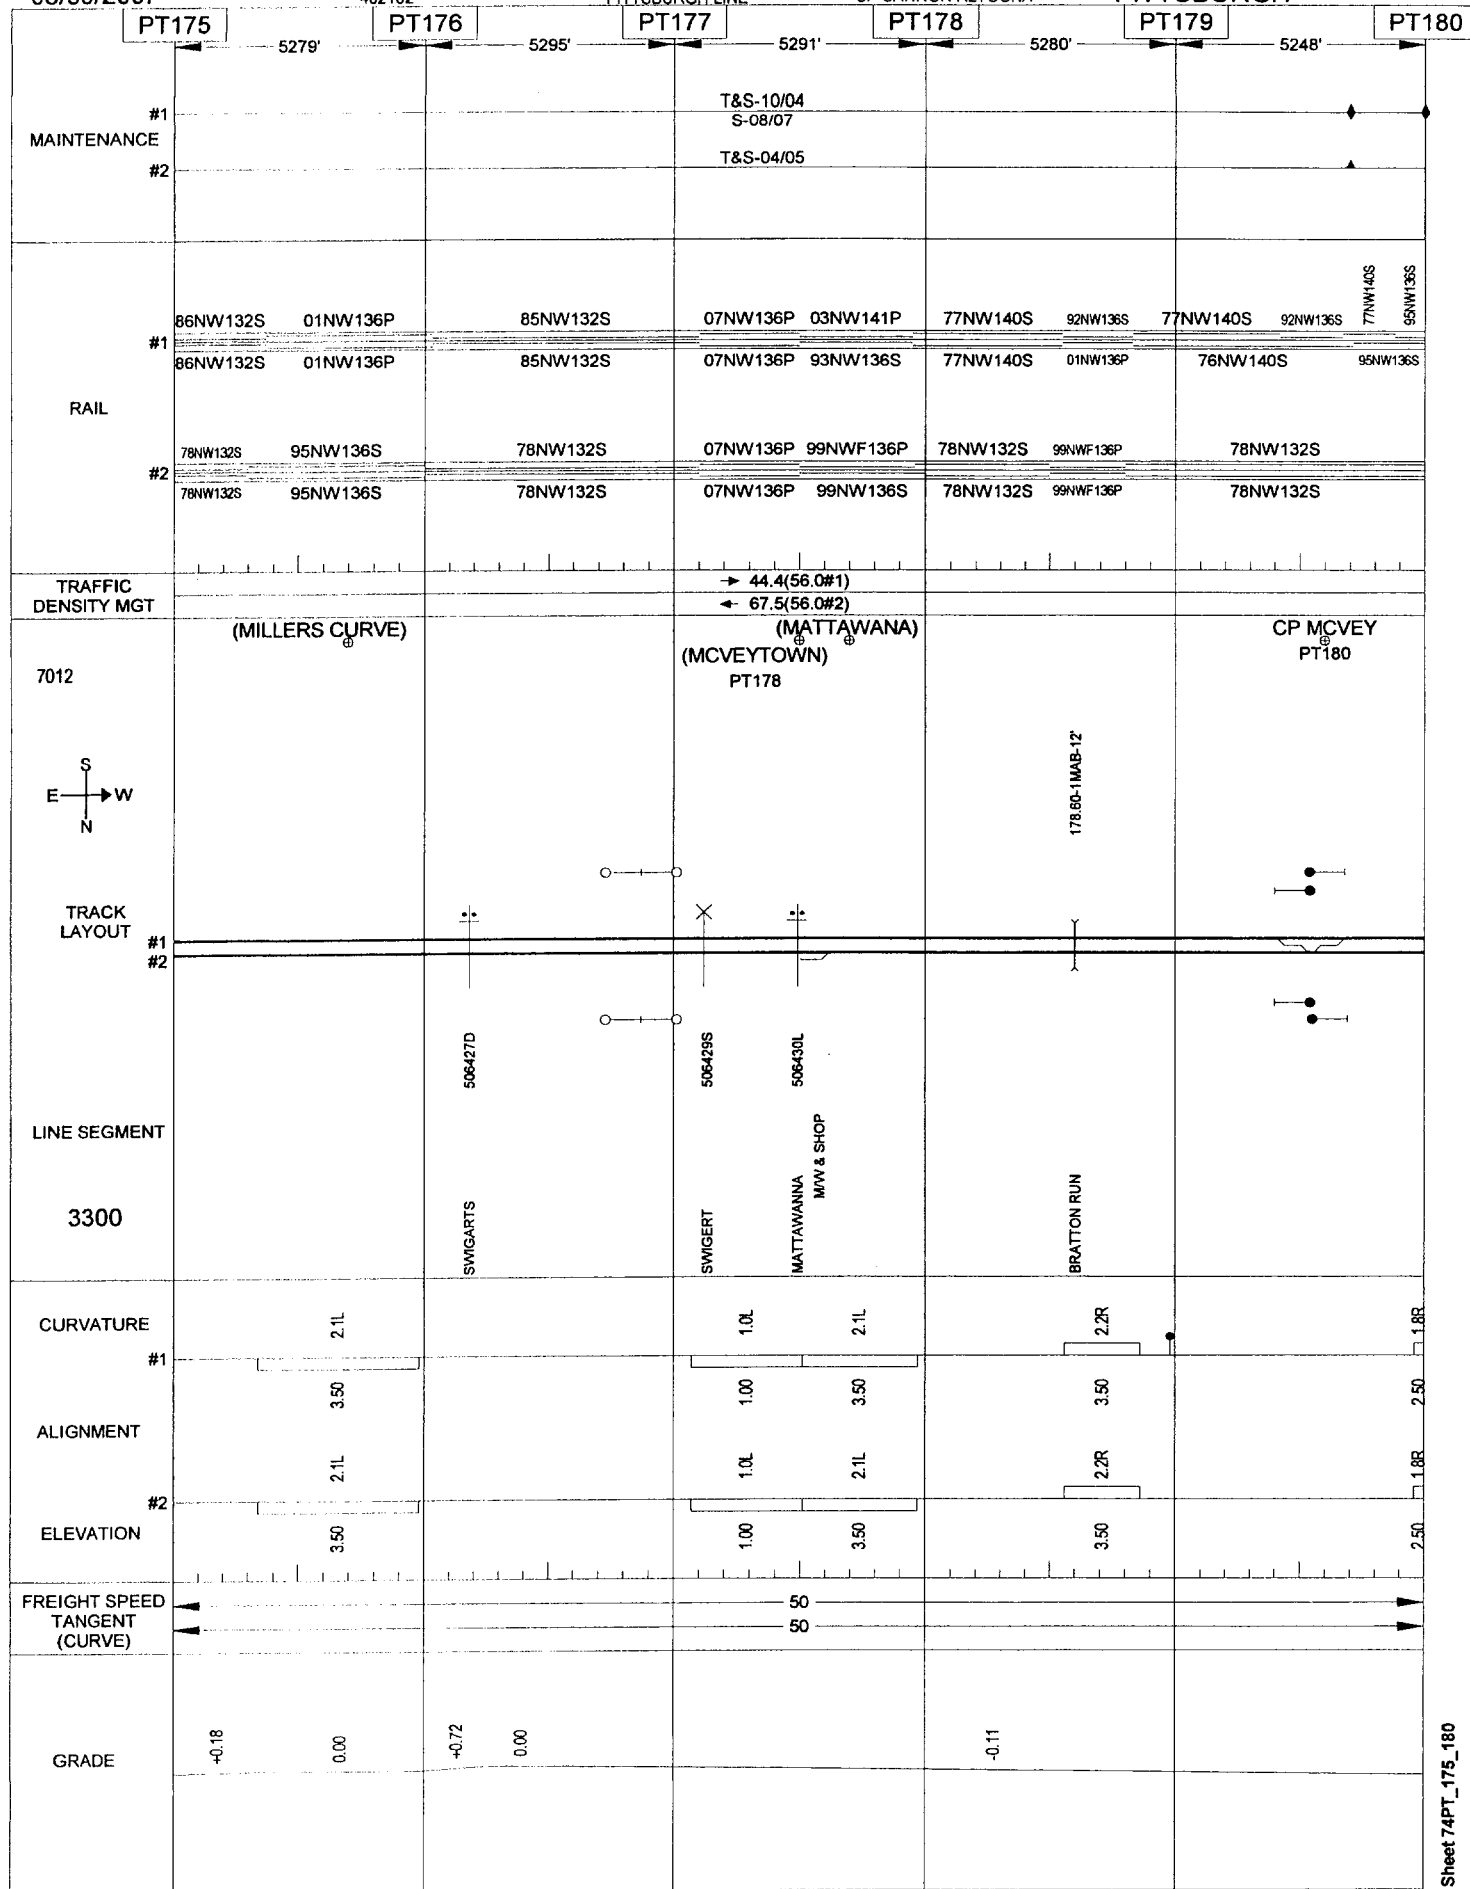 PT175 PT176 PT177 PT178 PT179 PT180
5279' 5295' 5291' 5280' 5248'
MAINTENANCE
#1
T&S-10/04
S-08/07
#2
T&S-04/05
RAIL
77NW140S
95NW136S
86NW132S 01NW136P 85NW132S 07NW136P 03NW141P 77NW140S 92NW136S 77NW140S 92NW136S
#1
86NW132S 01NW136P 85NW132S 07NW136P 93NW136S 77NW140S 01NW136P 76NW140S 95NW136S
78NW132S 95NW136S 78NW132S 07NW136P 99NWF136P 78NW132S 99NWF136P 78NW132S
#2
78NW132S 95NW136S 78NW132S 07NW136P 99NW136S 78NW132S 99NWF136P 78NW132S
TRAFFIC
DENSITY MGT
44.4(56.0#1)
67.5(56.0#2)
(MILLERS CURVE) (MATTAWANA) CP MCVEY
(MCVEYTOWN) PT180
PT178
7012
S
E W
N
178.60-1MAB-12'
TRACK
LAYOUT
#1
#2
506427D
506429S
506430L
LINE SEGMENT
3300
SWIGARTS
SWIGERT
MATTAWANNA
M/W & SHOP
BRATTON RUN
CURVATURE
2.1L 1.0L 2.1L 2.2R 1.8R
#1
3.50 1.00 3.50 3.50 2.50
ALIGNMENT
2.1L 1.0L 2.1L 2.2R 1.8R
#2
ELEVATION
3.50 1.00 3.50 3.50 2.50
FREIGHT SPEED
TANGENT
(CURVE)
50
50
GRADE
+0.18 0.00 +0.72 0.00 -0.11
Sheet 74PT_175_180